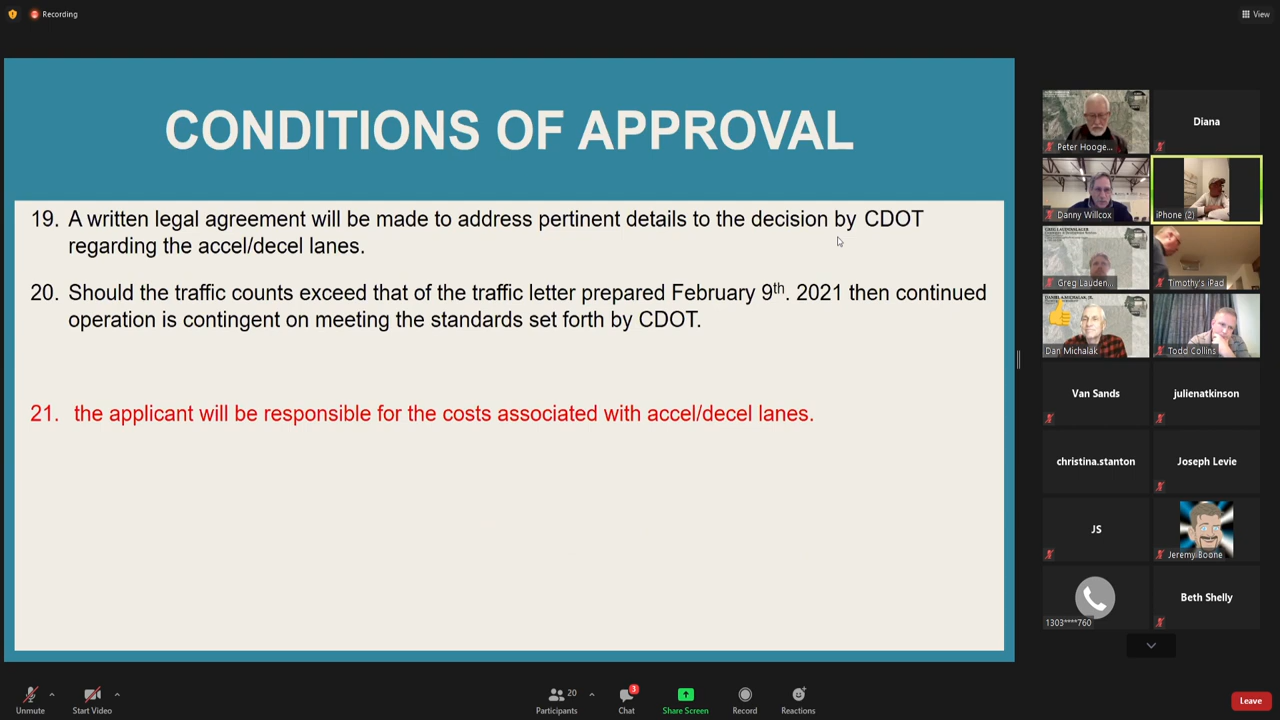 Recording
View
CONDITIONS OF APPROVAL
19. A written legal agreement will be made to address pertinent details to the decision by CDOT
regarding the accel/decel lanes.
20. Should the traffic counts exceed that of the traffic letter prepared February 9th. 2021 then continued
operation is contingent on meeting the standards set forth by CDOT.
21. the applicant will be responsible for the costs associated with accel/decel lanes.
Peter Hooge...
Diana
Danny Willcox
iPhone (2)
Greg Lauden...
Timothy's iPad
Dan Michalak
Todd Collins
Van Sands
julienatkinson
christina.stanton
Joseph Levie
JS
Jeremy Boone
1303****760
Beth Shelly
Unmute
Start Video
20
Participants
3
Chat
Share Screen
Record
Reactions
Leave